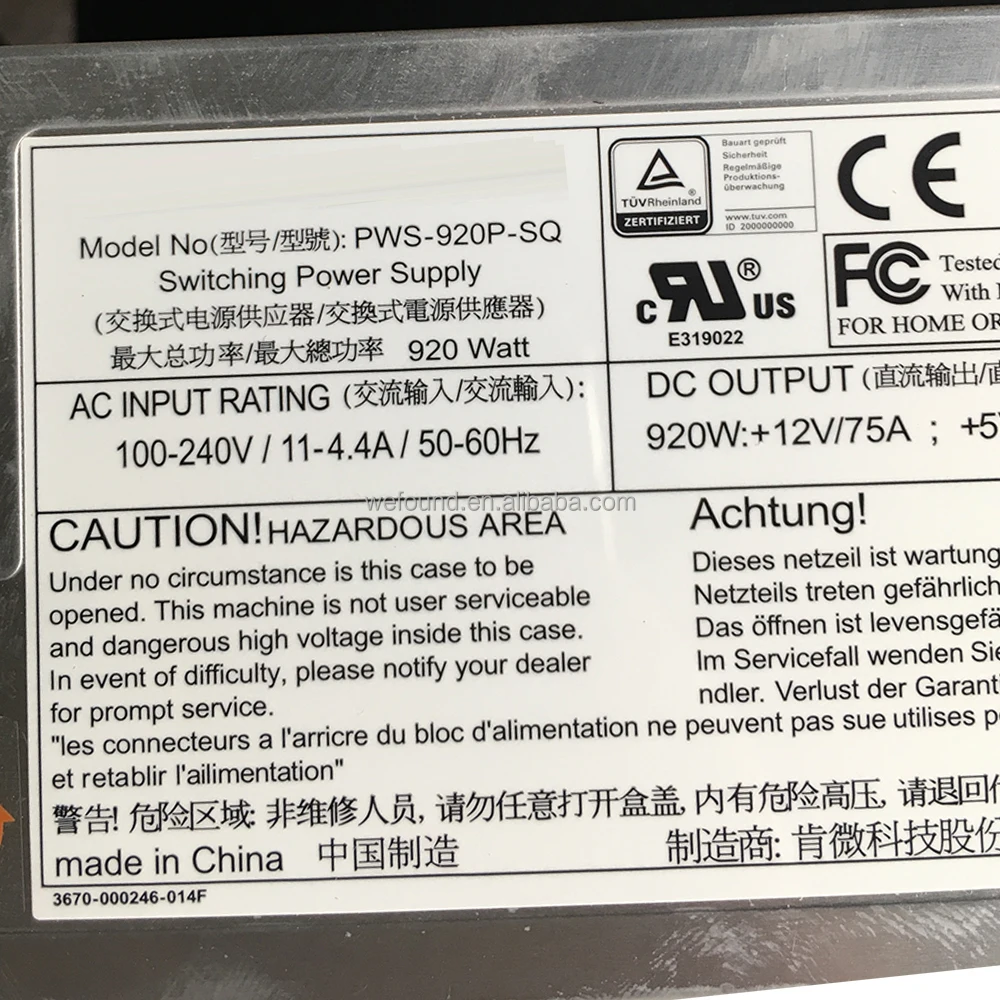 Model No(型号/型號): PWS-920P-SQ
Switching Power Supply
(交换式电源供应器/交換式電源供應器)
最大总功率/最大總功率 920 Watt
TÜVRheinland®
ZERTIFIZIERT
Bauart geprüft
Sicherheit
Regelmäßige
Produktions-
überwachung
www.tuv.com
ID 2000000000
CE
c RU ® US
E319022
FC Tested
With
FOR HOME OR
AC INPUT RATING (交流输入/交流輸入):
100-240V / 11-4.4A / 50-60Hz
DC OUTPUT (直流输出/
920W:+12V/75A ; +5
wefound.en.alibaba.com
CAUTION! HAZARDOUS AREA
Under no circumstance is this case to be
opened. This machine is not user serviceable
and dangerous high voltage inside this case.
In event of difficulty, please notify your dealer
for prompt service.
Achtung!
Dieses netzeil ist wartung
Netzteils treten gefährlich
Das öffnen ist levensgefä
Im Servicefall wenden Sie
ndler. Verlust der Garanti
"les connecteurs a l'arricre du bloc d'alimentation ne peuvent pas sue utilises p
et retablir l'ailimentation"
警告! 危险区域: 非维修人员, 请勿任意打开盒盖, 内有危险高压, 请退回
made in China 中国制造
制造商: 肯微科技股份
3670-000246-014F